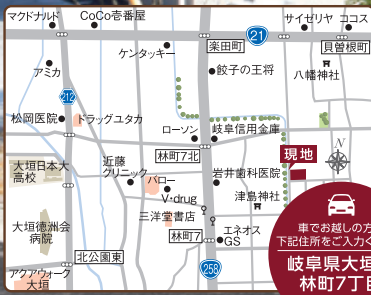 マクドナルド
CoCo壱番屋
サイゼリヤ
ココス
21
楽田町
貝曽根町
ケンタッキー
アミカ
餃子の王将
八幡神社
212
松岡医院
ドラッグユタカ
ローソン
岐阜信用金庫
N
大垣日本大
高校
近藤
クリニック
林町7北
現地
バロー
岩井歯科医院
V・drug
津島神社
大垣徳洲会
病院
三洋堂書店
北公園東
林町7
エネオス
GS
アクアウォーク
大垣
258
車でお越しの方
下記住所をご入力く
岐阜県大垣
林町7丁目